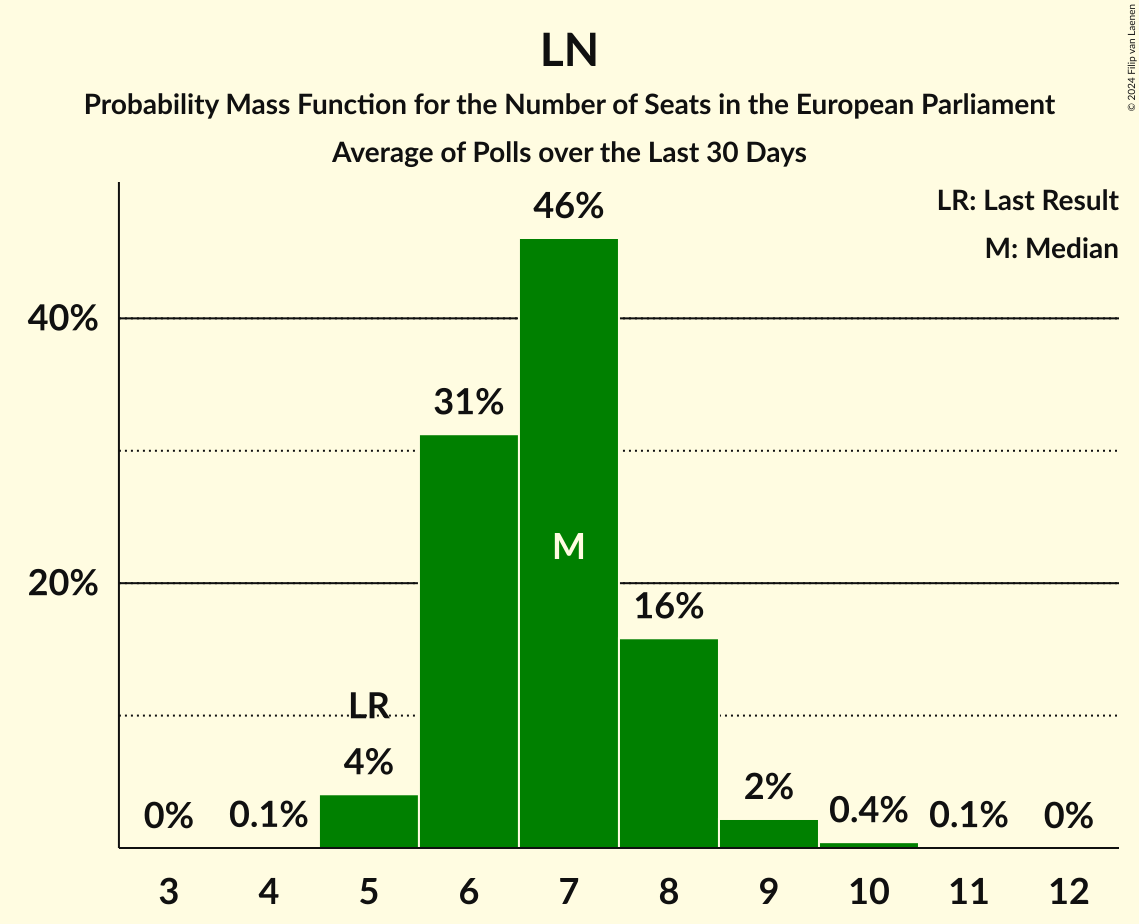 LN
Probability Mass Function for the Number of Seats in the European Parliament
Average of Polls over the Last 30 Days
© 2024 Filip van Laenen
LR: Last Result
M: Median
46%
40%
31%
M
20%
16%
LR
4%
2%
0%
0.1%
0.4%
0.1%
0%
3 4 5 6 7 8 9 10 11 12